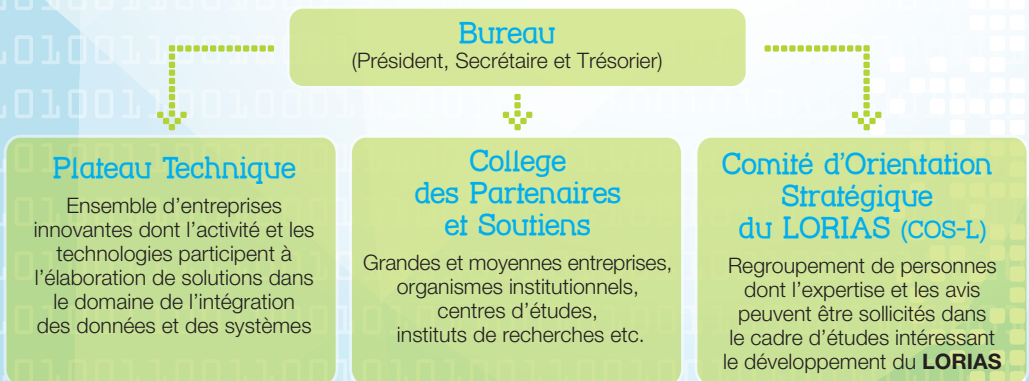 Bureau
(Président, Secrétaire et Trésorier)
Plateau Technique
Ensemble d'entreprises
innovantes dont l'activité et les
technologies participent à
l'élaboration de solutions dans
le domaine de l'intégration
des données et des systèmes
College
des Partenaires
et Soutiens
Grandes et moyennes entreprises,
organismes institutionnels,
centres d'études,
instituts de recherches etc.
Comité d'Orientation
Stratégique
du LORIAS (COS-L)
Regroupement de personnes
dont l'expertise et les avis
peuvent être sollicités dans
le cadre d'études intéressant
le développement du LORIAS